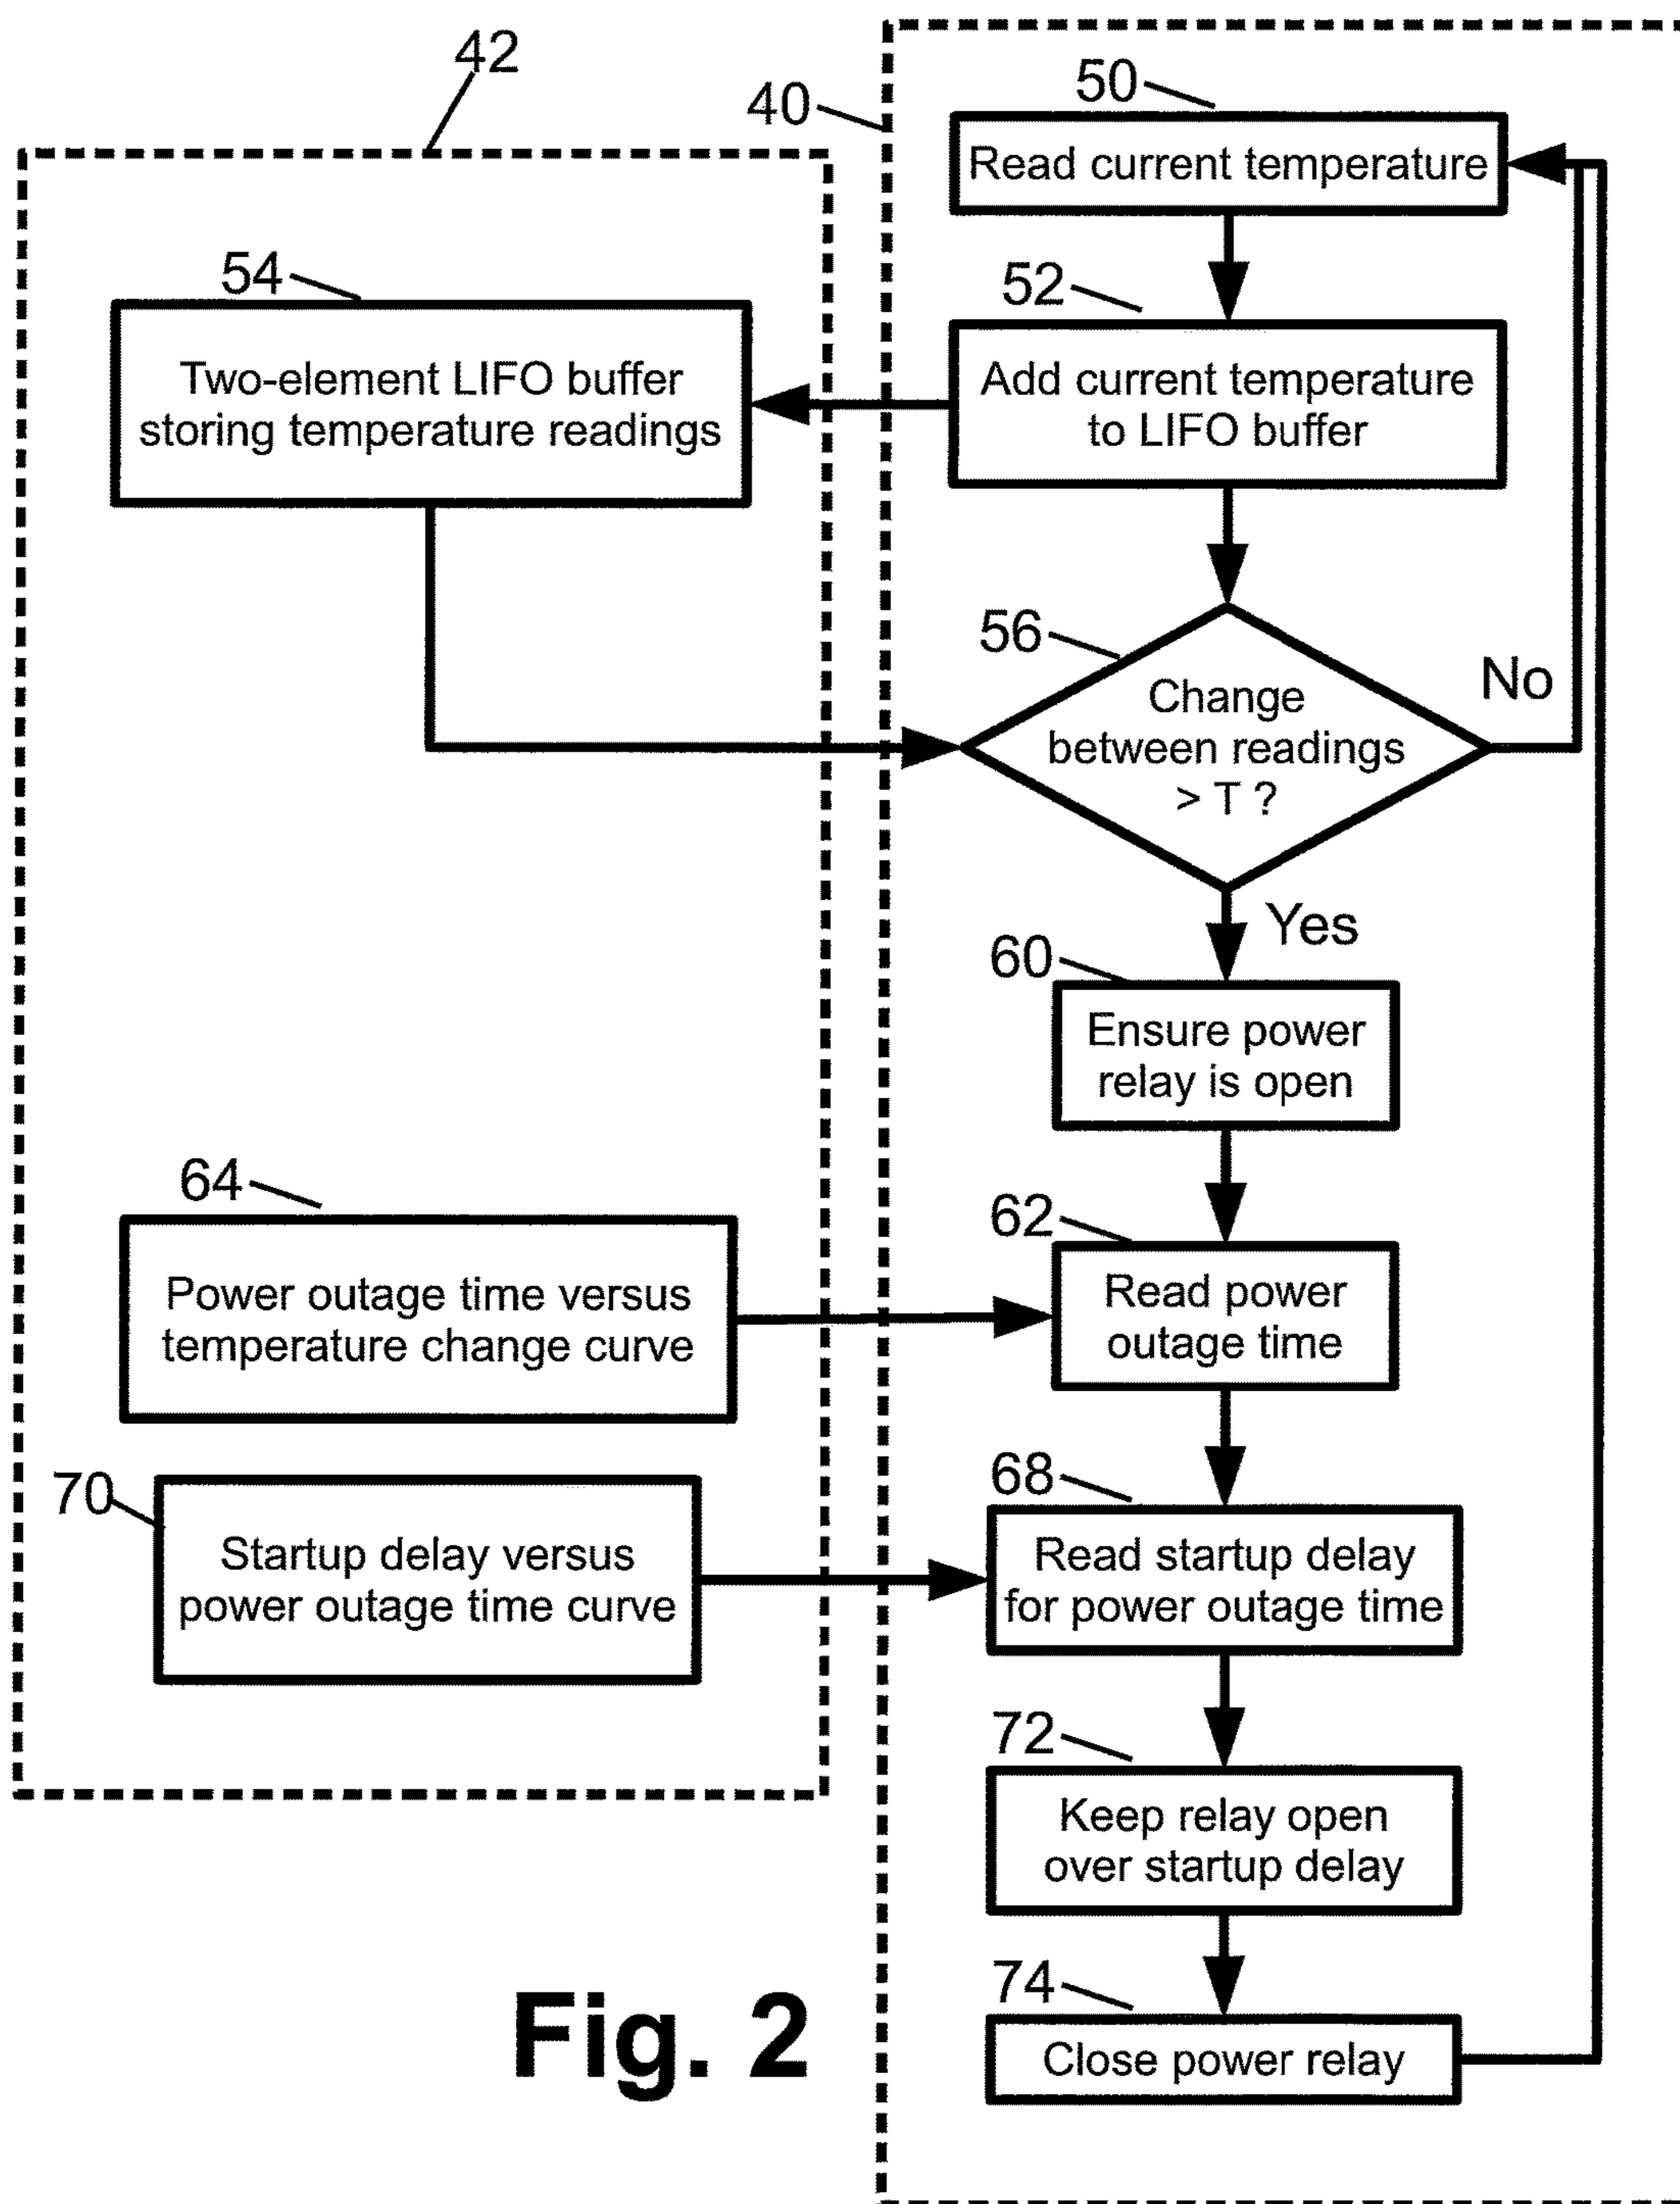 42
40
50
Read current temperature
54
Two-element LIFO buffer
storing temperature readings
52
Add current temperature
to LIFO buffer
56
Change
between readings
> T ?
No
Yes
60
Ensure power
relay is open
64
Power outage time versus
temperature change curve
62
Read power
outage time
70
Startup delay versus
power outage time curve
68
Read startup delay
for power outage time
72
Keep relay open
over startup delay
74
Close power relay
Fig. 2